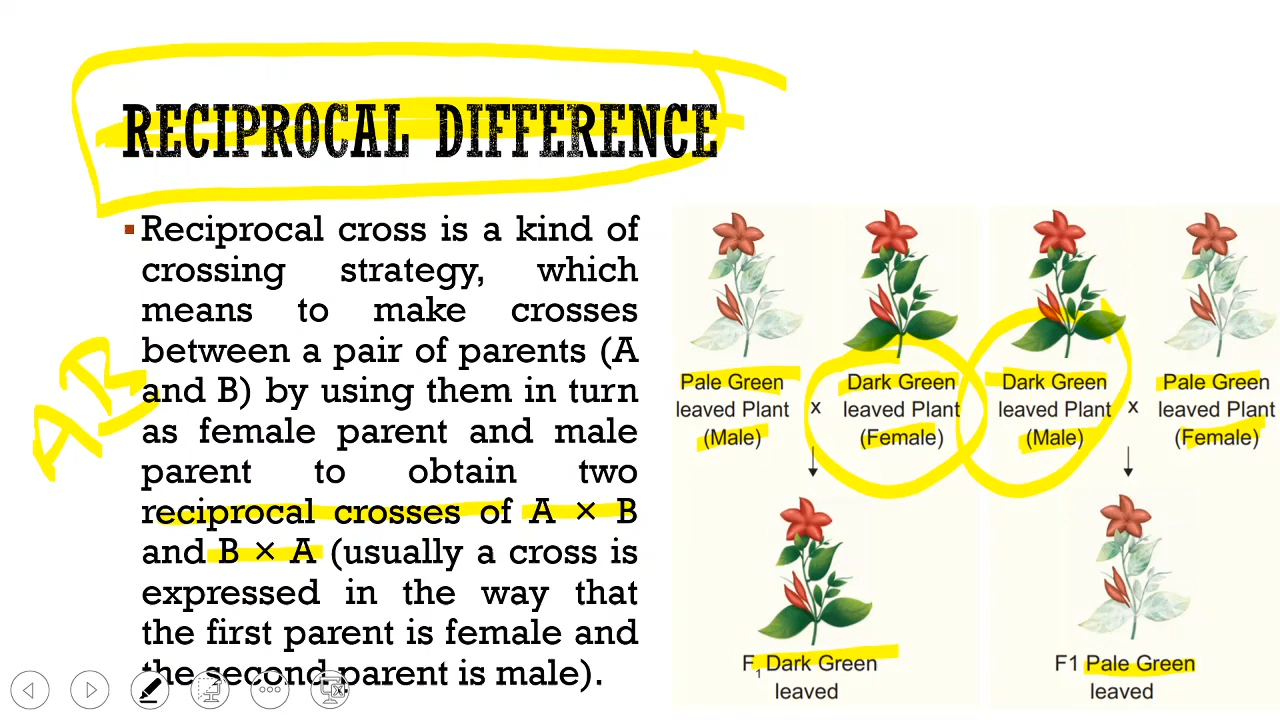 RECIPROCAL DIFFERENCE
Reciprocal cross is a kind of
crossing strategy, which
means to make crosses
between a pair of parents (A
and B) by using them in turn
as female parent and male
parent to obtain two
reciprocal crosses of A × B
and B × A (usually a cross is
expressed in the way that
the first parent is female and
the second parent is male).
AB
Pale Green
leaved Plant
(Male)
x
Dark Green
leaved Plant
(Female)
Dark Green
leaved Plant
(Male)
x
Pale Green
leaved Plant
(Female)
F1 Dark Green
leaved
F1 Pale Green
leaved